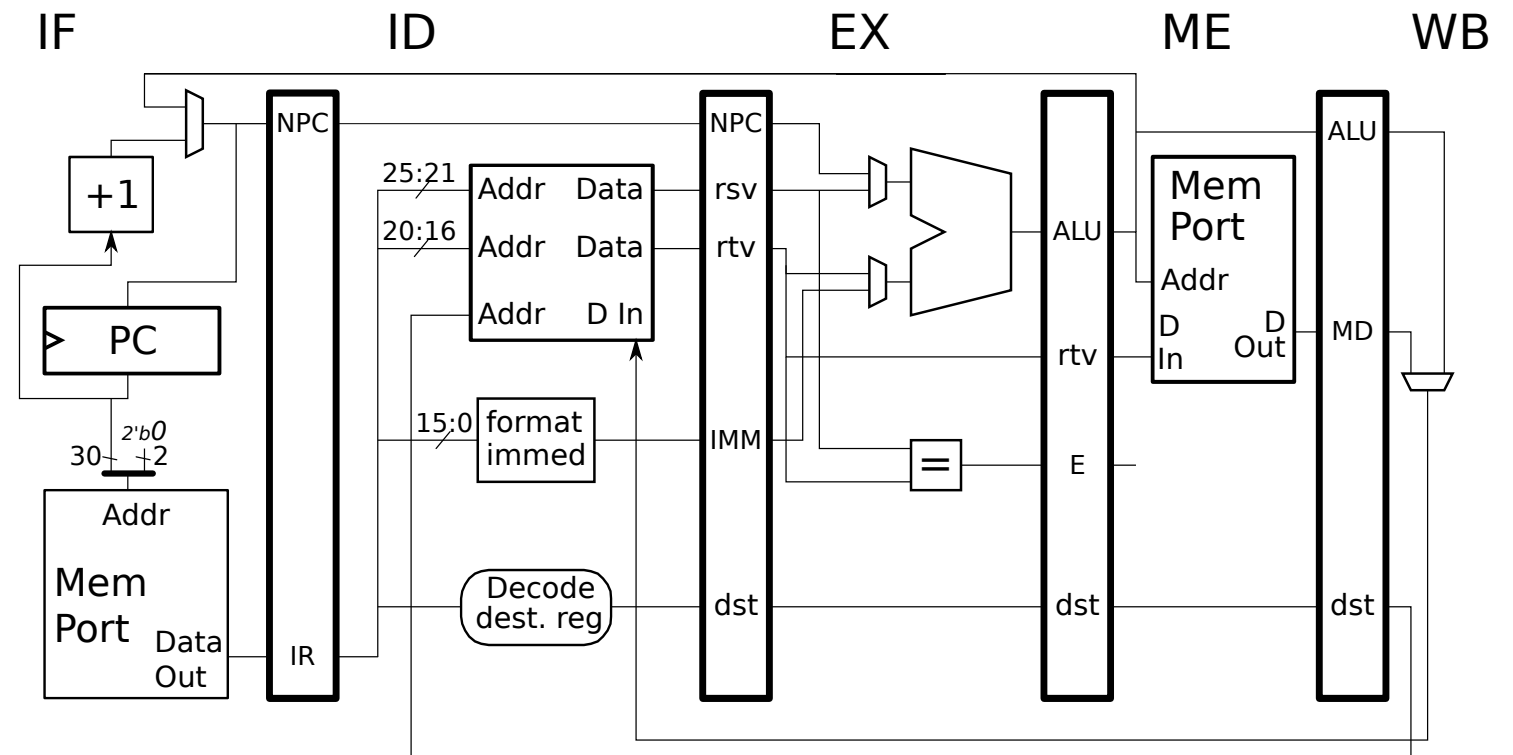 IF ID EX ME WB
NPC
NPC
ALU
+1
25:21
20:16
Addr Data
Addr Data
Addr D In
rsv
rtv
Mem
Port
Addr
D
In
D
Out
ALU
MD
PC
rtv
2'b0
30
2
15:0
format
immed
IMM
=
E
Addr
Mem
Port
Data
Out
IR
Decode
dest. reg
dst
dst
dst